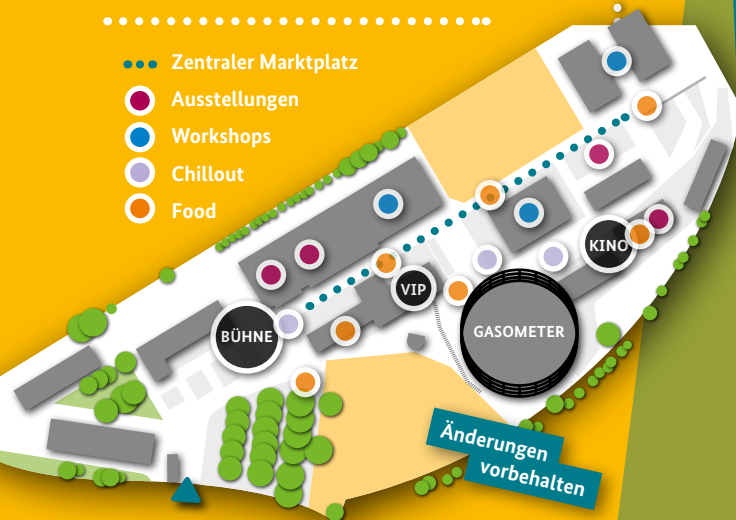 Zentraler Marktplatz
Ausstellungen
Workshops
Chillout
Food
KINO
VIP
BÜHNE
GASOMETER
Änderungen
vorbehalten